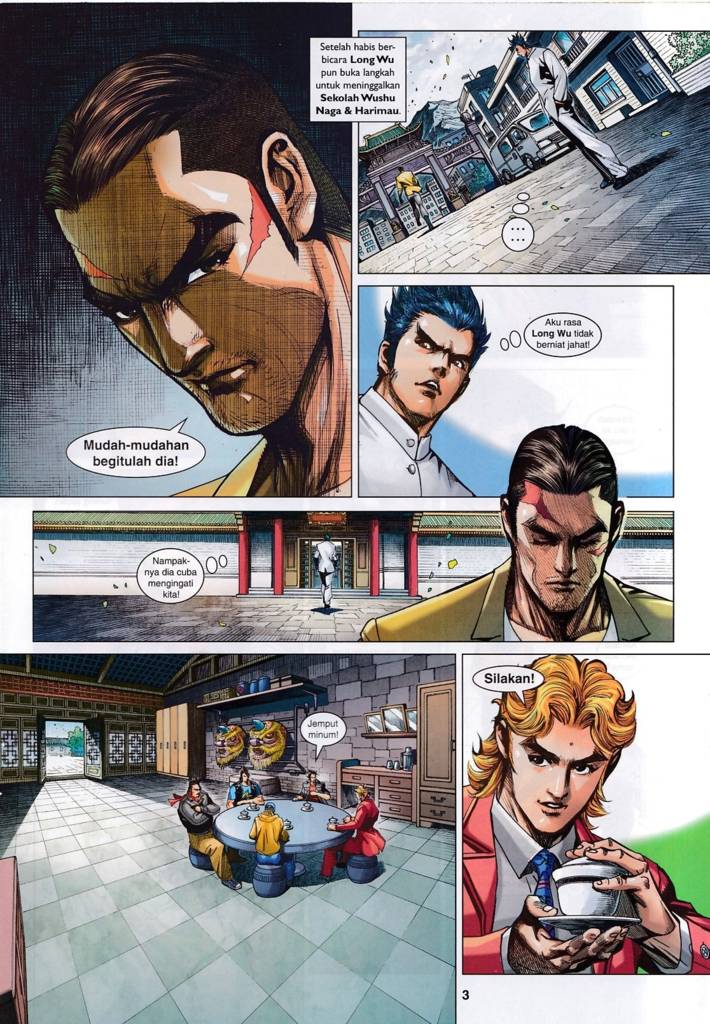 Setelah habis ber-
bicara Long Wu
pun buka langkah
untuk meninggalkan
Sekolah Wushu
Naga & Harimau.
Mudah-mudahan
begitulah dia!
...
...
Aku rasa
Long Wu tidak
berniat jahat!
Nampak-
nya dia cuba
mengingati
kita!
Jemput
minum!
Silakan!
3